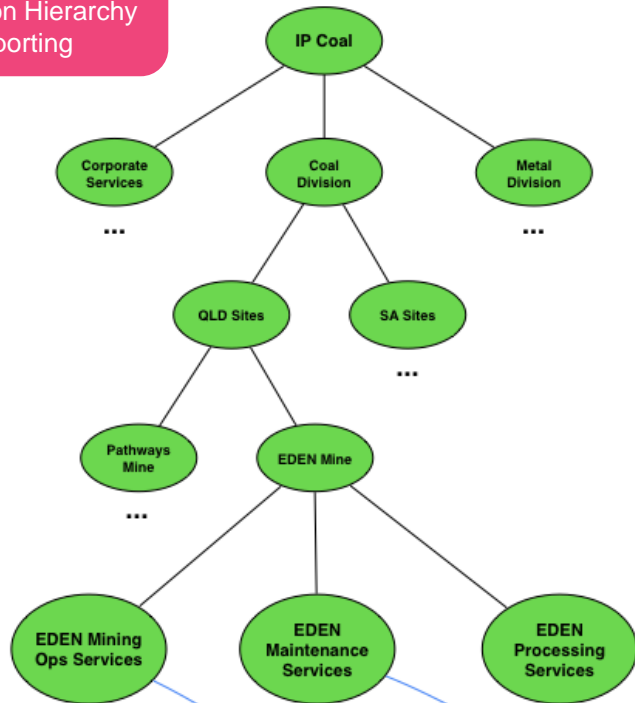 on Hierarchy
porting
IP Coal
Corporate
Services
Coal
Division
Metal
Division
...
...
QLD Sites
SA Sites
...
Pathways
Mine
EDEN Mine
...
EDEN Mining
Ops Services
EDEN
Maintenance
Services
EDEN
Processing
Services